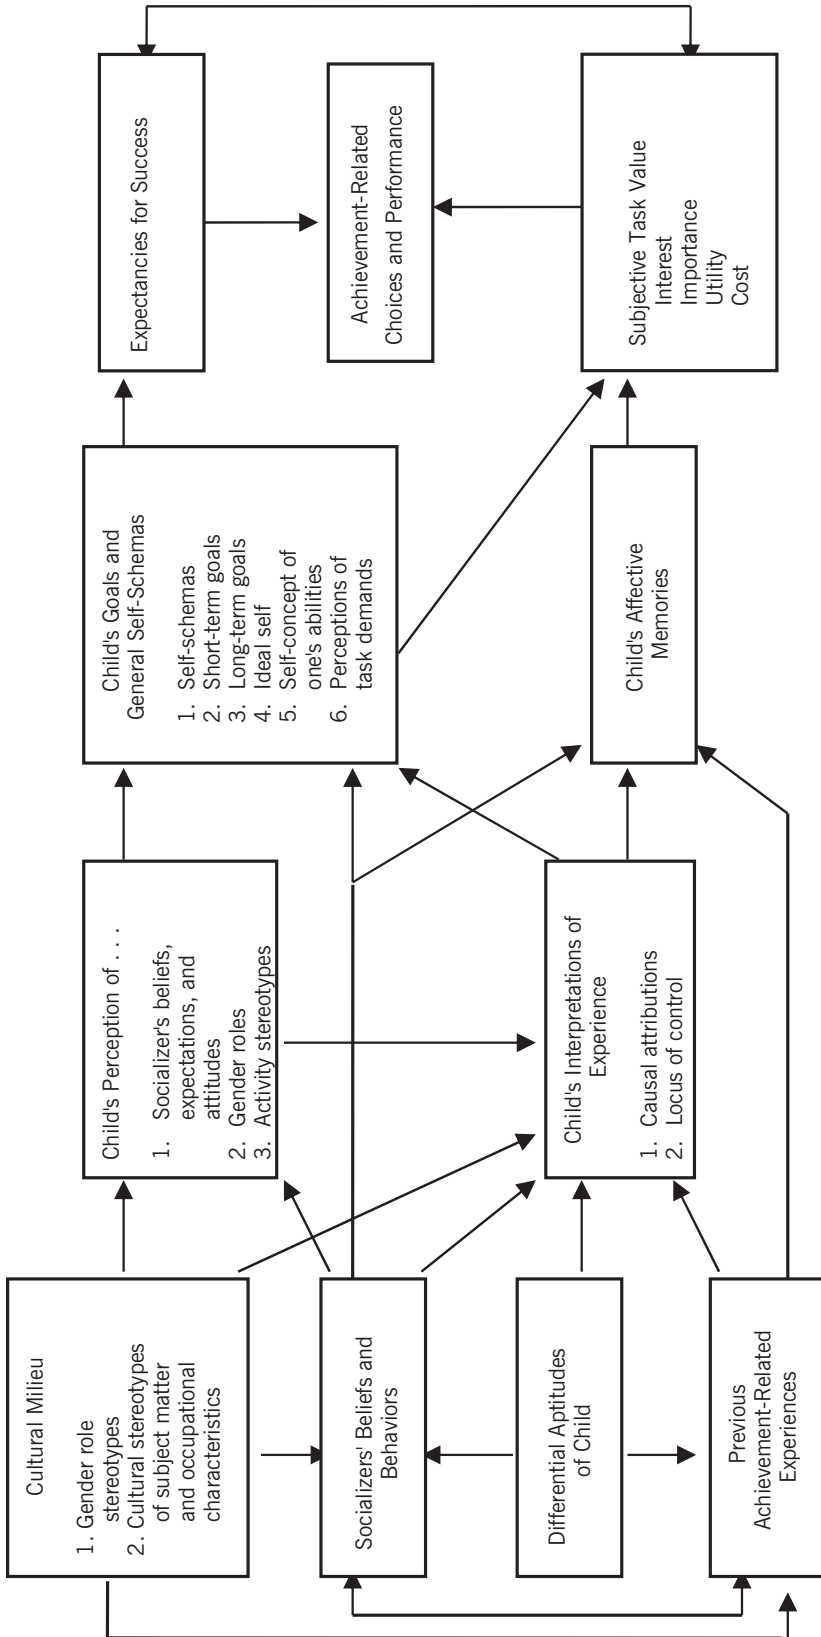 Cultural Milieu
1. Gender role
stereotypes
2. Cultural stereotypes
of subject matter
and occupational
characteristics
Socializers' Beliefs and
Behaviors
Differential Aptitudes
of Child
Previous
Achievement-Related
Experiences
Child's Perception of . . .
1. Socializer's beliefs,
expectations, and
attitudes
2. Gender roles
3. Activity stereotypes
Child's Interpretations of
Experience
1. Causal attributions
2. Locus of control
Child's Goals and
General Self-Schemas
1. Self-schemas
2. Short-term goals
3. Long-term goals
4. Ideal self
5. Self-concept of
one's abilities
6. Perceptions of
task demands
Child's Affective
Memories
Expectancies for Success
Achievement-Related
Choices and Performance
Subjective Task Value
Interest
Importance
Utility
Cost